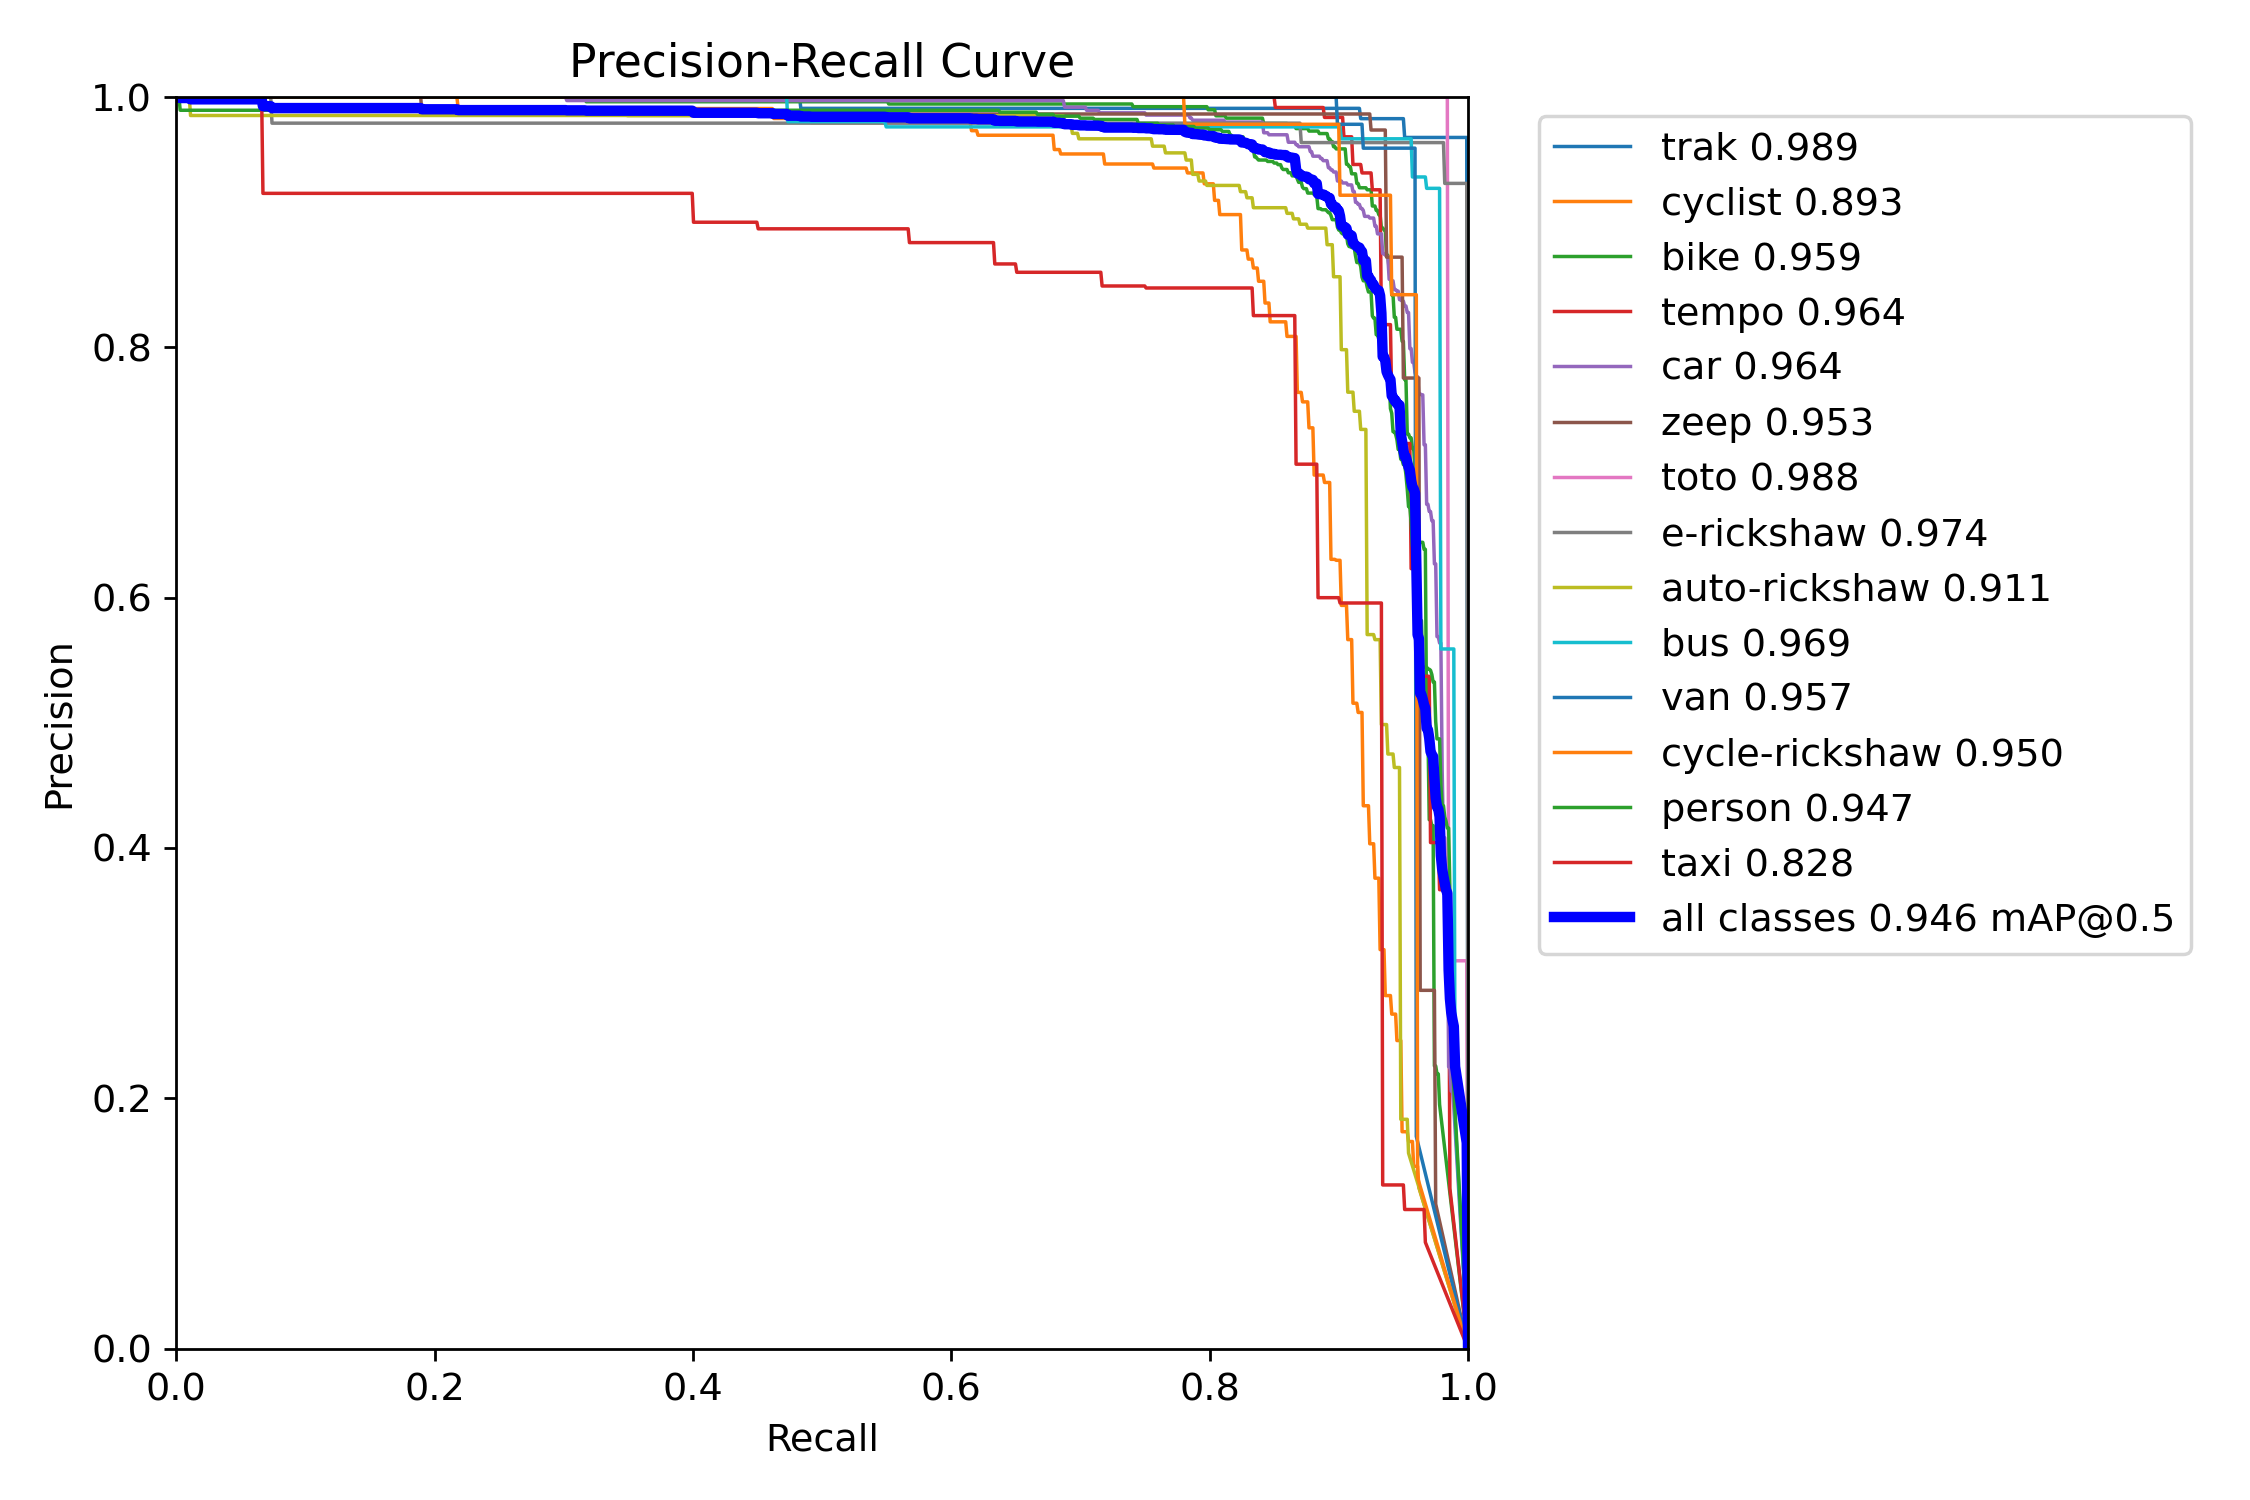 Precision-Recall Curve
1.0
0.8
0.6
0.4
0.2
0.0
Precision
0.0 0.2 0.4 0.6 0.8 1.0
Recall
trak 0.989
cyclist 0.893
bike 0.959
tempo 0.964
car 0.964
zeep 0.953
toto 0.988
e-rickshaw 0.974
auto-rickshaw 0.911
bus 0.969
van 0.957
cycle-rickshaw 0.950
person 0.947
taxi 0.828
all classes 0.946 mAP@0.5